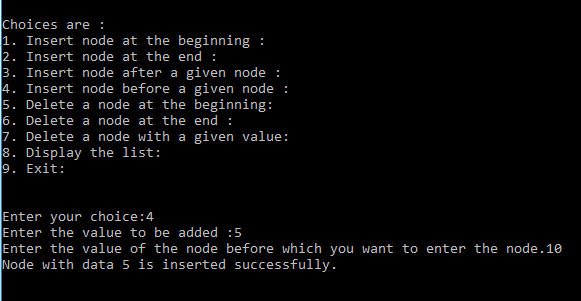 Choices are :
1. Insert node at the beginning :
2. Insert node at the end :
3. Insert node after a given node :
4. Insert node before a given node :
5. Delete a node at the beginning:
6. Delete a node at the end :
7. Delete a node with a given value:
8. Display the list:
9. Exit:
Enter your choice:4
Enter the value to be added :5
Enter the value of the node before which you want to enter the node.10
Node with data 5 is inserted successfully.